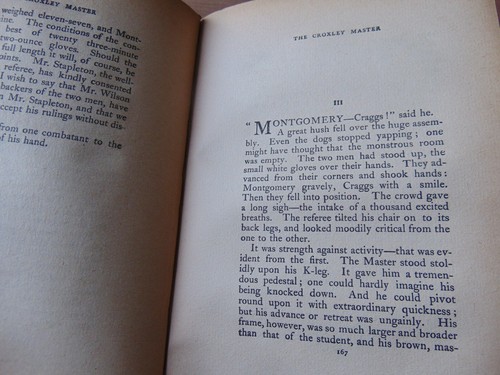 CROXLEY MASTER
weighed eleven-seven, and Mont-
ine. The conditions of the con-
best of twenty three-minute
two-ounce gloves. Should the
full length it will, of course, be
oints. Mr. Stapleton, the well-
referee, has kindly consented
I wish to say that Mr. Wilson
backers of the two men, have
n Mr. Stapleton, and that we
ccept his rulings without dis-
from one combatant to the
of his hand.
THE CROXLEY MASTER
III
"MONTGOMERY—Craggs!" said he.
A great hush fell over the huge assem-
bly. Even the dogs stopped yapping; one
might have thought that the monstrous room
was empty. The two men had stood up, the
small white gloves over their hands. They ad-
vanced from their corners and shook hands:
Montgomery gravely, Craggs with a smile.
Then they fell into position. The crowd gave
a long sigh—the intake of a thousand excited
breaths. The referee tilted his chair on to its
back legs, and looked moodily critical from the
one to the other.
It was strength against activity—that was ev-
ident from the first. The Master stood stol-
idly upon his K-leg. It gave him a tremen-
dous pedestal; one could hardly imagine his
being knocked down. And he could pivot
round upon it with extraordinary quickness;
but his advance or retreat was ungainly. His
frame, however, was so much larger and broader
than that of the student, and his brown, mas-
167